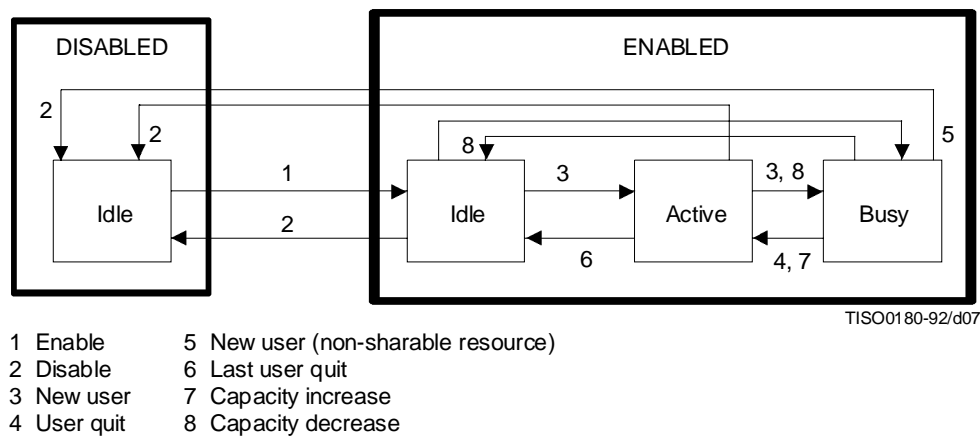 DISABLED
ENABLED
2
2
8
5
1
3
3, 8
Idle
Idle
Active
Busy
2
6
4, 7
TISO0180-92/d07
1 Enable
5 New user (non-sharable resource)
2 Disable
6 Last user quit
3 New user
7 Capacity increase
4 User quit
8 Capacity decrease